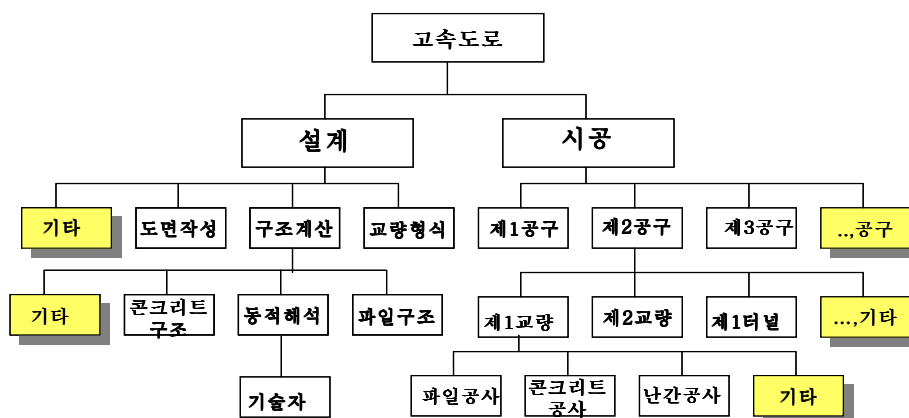 고속도로
설계
시공
기타
도면작성
구조계산
교량형식
제1공구
제2공구
제3공구
..,공구
기타
콘크리트
구조
동적해석
파일구조
제1교량
제2교량
제1터널
...,기타
기술자
파일공사
콘크리트
공사
난간공사
기타